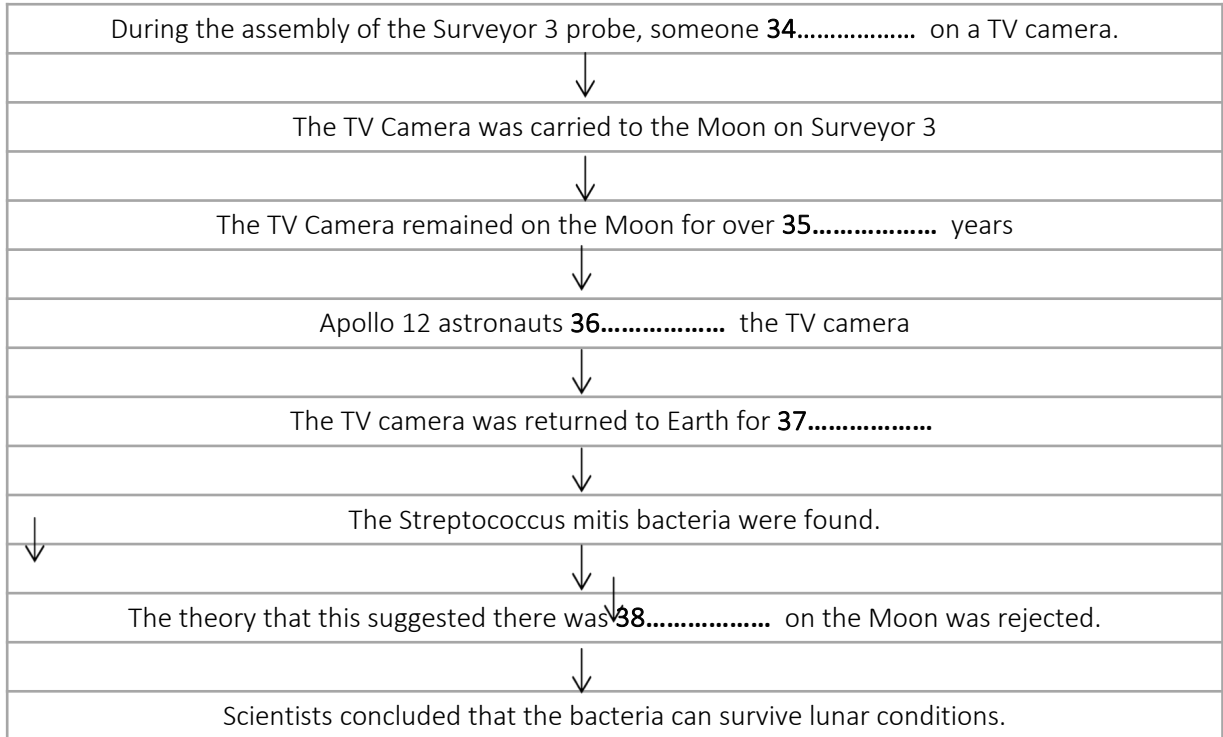 During the assembly of the Surveyor 3 probe, someone 34.................. on a TV camera.
The TV Camera was carried to the Moon on Surveyor 3
The TV Camera remained on the Moon for over 35.................. years
Apollo 12 astronauts 36.................. the TV camera
The TV camera was returned to Earth for 37..................
The Streptococcus mitis bacteria were found.
The theory that this suggested there was 38.................. on the Moon was rejected.
Scientists concluded that the bacteria can survive lunar conditions.